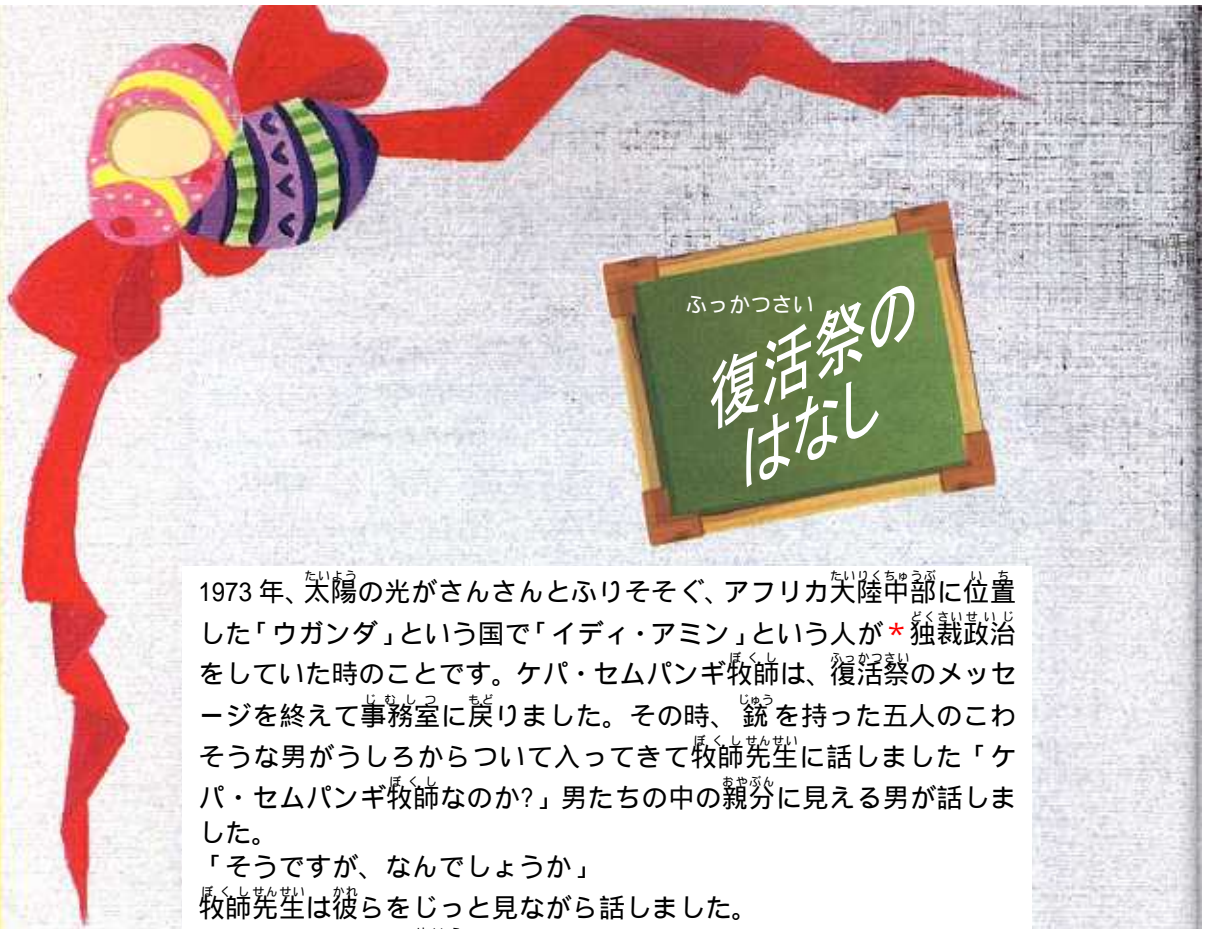 ふっかつさい
復活祭の
はなし
1973年、太陽の光がさんさんとふりそそぐ、アフリカ大陸中部に位置
した「ウガンダ」という国で「イディ・アミン」という人が*独裁政治
をしていた時のことです。ケパ・セムパンギ牧師は、復活祭のメッセ
ージを終えて事務室に戻りました。その時、銃を持った五人のこわ
そうな男がうしろからついて入ってきて牧師先生に話しました「ケ
パ・セムパンギ牧師なのか?」男たちの中の親分に見える男が話しま
した。
「そうですが、なんでしょうか」
牧師先生は彼らをじっと見ながら話しました。